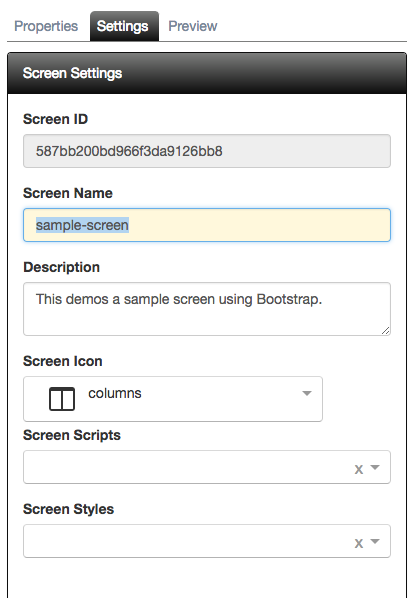 Properties Settings Preview
Screen Settings
Screen ID
587bb200bd966f3da9126bb8
Screen Name
sample-screen
Description
This demos a sample screen using Bootstrap.
Screen Icon
columns
Screen Scripts
x
Screen Styles
x